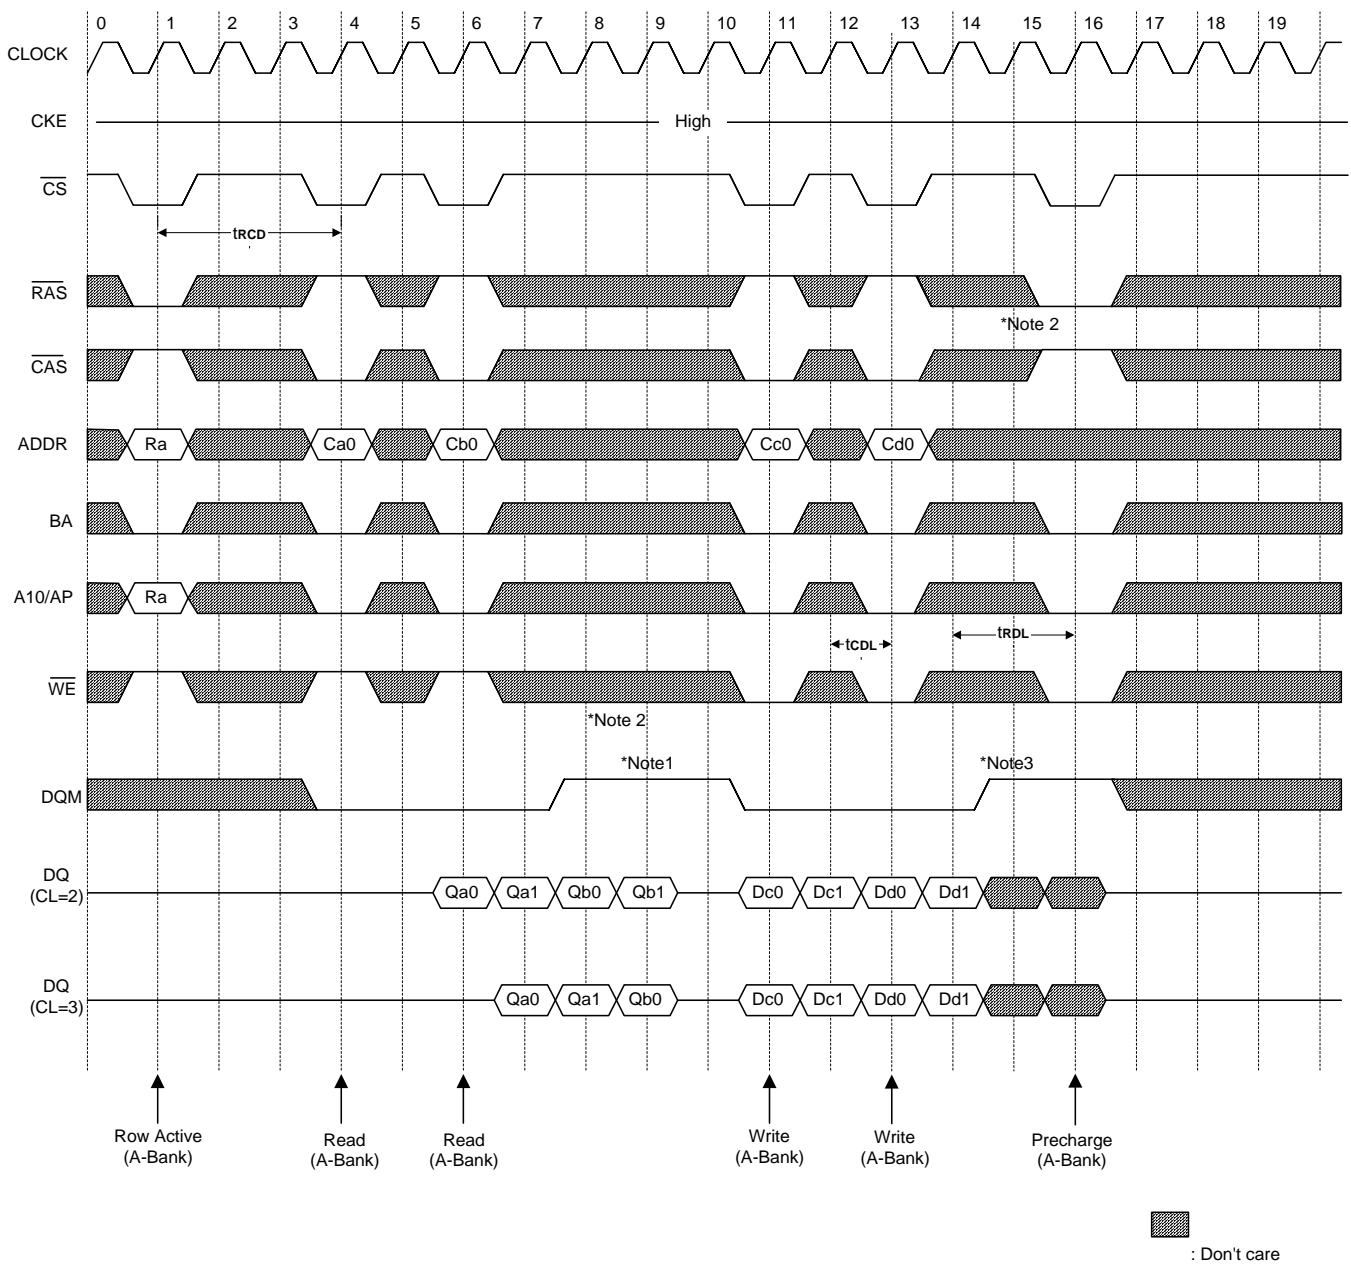 0 1 2 3 4 5 6 7 8 9 10 11 12 13 14 15 16 17 18 19
CLOCK
CKE High
CS
tRCD
RAS
*Note 2
CAS
ADDR Ra Ca0 Cb0 Cc0 Cd0
BA
A10/AP Ra
tCDL tRDL
WE
*Note 2
*Note1 *Note3
DQM
DQ
(CL=2) Qa0 Qa1 Qb0 Qb1 Dc0 Dc1 Dd0 Dd1
DQ
(CL=3) Qa0 Qa1 Qb0 Dc0 Dc1 Dd0 Dd1
Row Active Read Read Write Write Precharge
(A-Bank) (A-Bank) (A-Bank) (A-Bank) (A-Bank) (A-Bank)
: Don't care